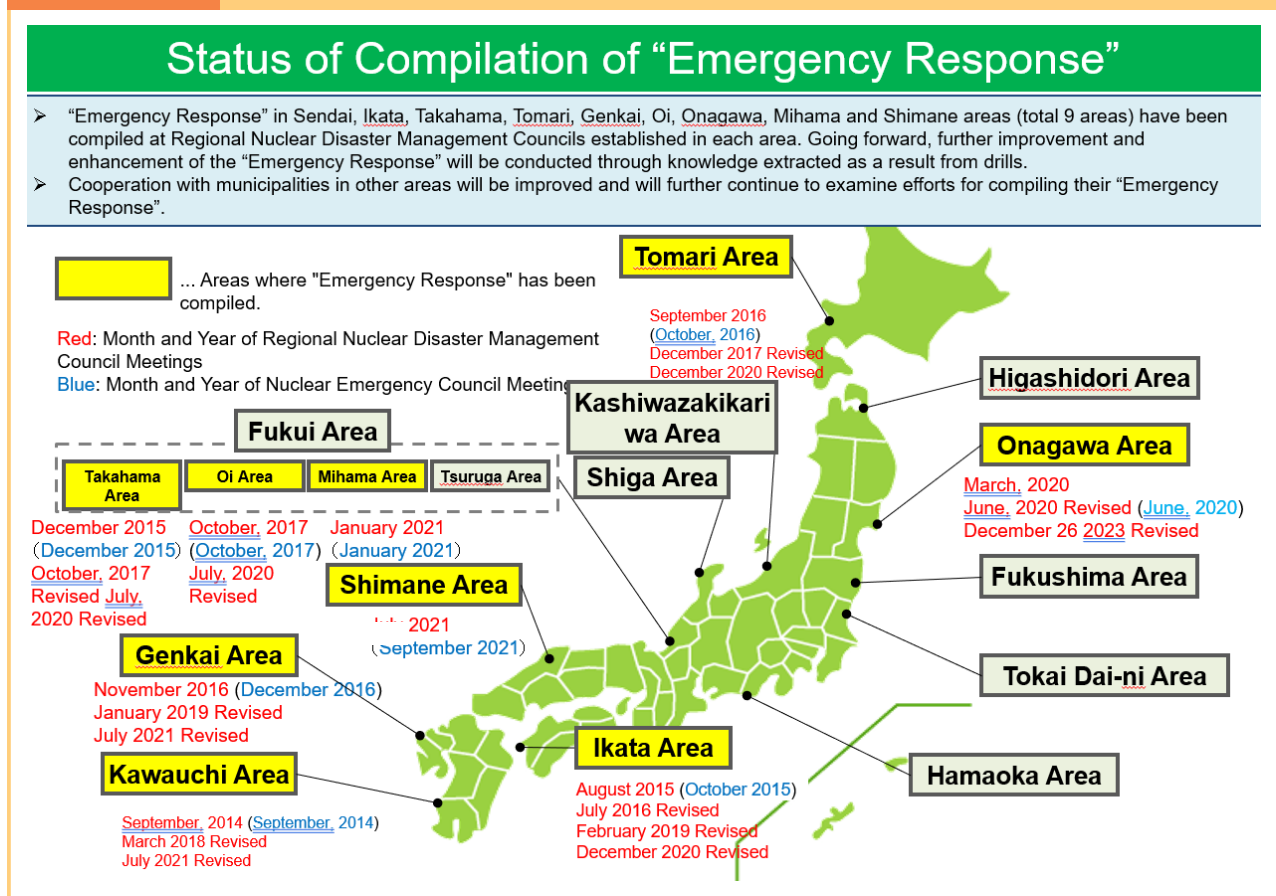 Status of Compilation of “Emergency Response”
➢ “Emergency Response” in Sendai, Ikata, Takahama, Tomari, Genkai, Oi, Onagawa, Mihama and Shimane areas (total 9 areas) have been
compiled at Regional Nuclear Disaster Management Councils established in each area. Going forward, further improvement and
enhancement of the “Emergency Response” will be conducted through knowledge extracted as a result from drills.
➢ Cooperation with municipalities in other areas will be improved and will further continue to examine efforts for compiling their “Emergency
Response”.
... Areas where "Emergency Response" has been
compiled.
Red: Month and Year of Regional Nuclear Disaster Management
Council Meetings
Blue: Month and Year of Nuclear Emergency Council Meeting
Tomari Area
September 2016
(October, 2016)
December 2017 Revised
December 2020 Revised
Higashidori Area
Kashiwazakikari
wa Area
Shiga Area
Onagawa Area
March, 2020
June, 2020 Revised (June, 2020)
December 26 2023 Revised
Fukushima Area
Tokai Dai-ni Area
Hamaoka Area
Fukui Area
Takahama
Area
Oi Area
Mihama Area
Tsuruga Area
December 2015
(December 2015)
October, 2017
Revised July,
2020 Revised
October, 2017
(October, 2017)
July, 2020
Revised
January 2021
(January 2021)
Shimane Area
July 2021
(September 2021)
Genkai Area
November 2016 (December 2016)
January 2019 Revised
July 2021 Revised
Kawauchi Area
September, 2014 (September, 2014)
March 2018 Revised
July 2021 Revised
Ikata Area
August 2015 (October 2015)
July 2016 Revised
February 2019 Revised
December 2020 Revised